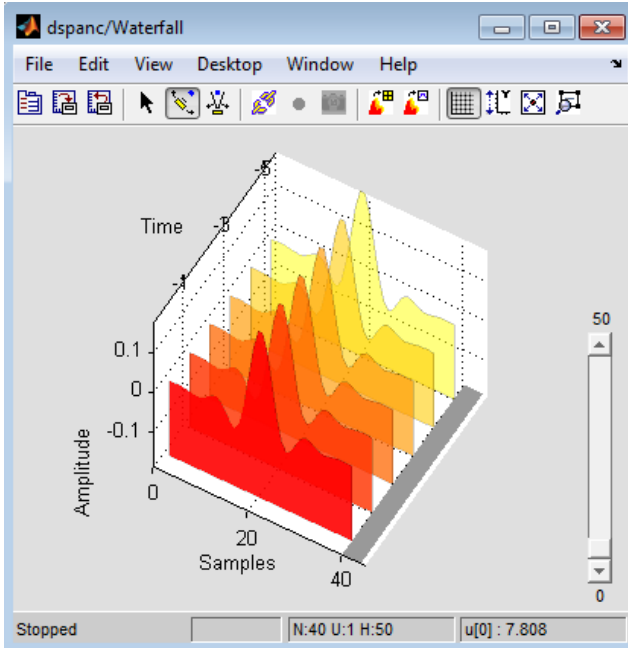 dspanc/Waterfall
File Edit View Desktop Window Help
-5
Time -3
-1
50
0.1
0
-0.1
Amplitude
0
20
Samples
40
0
Stopped N:40 U:1 H:50 u[0] : 7.808